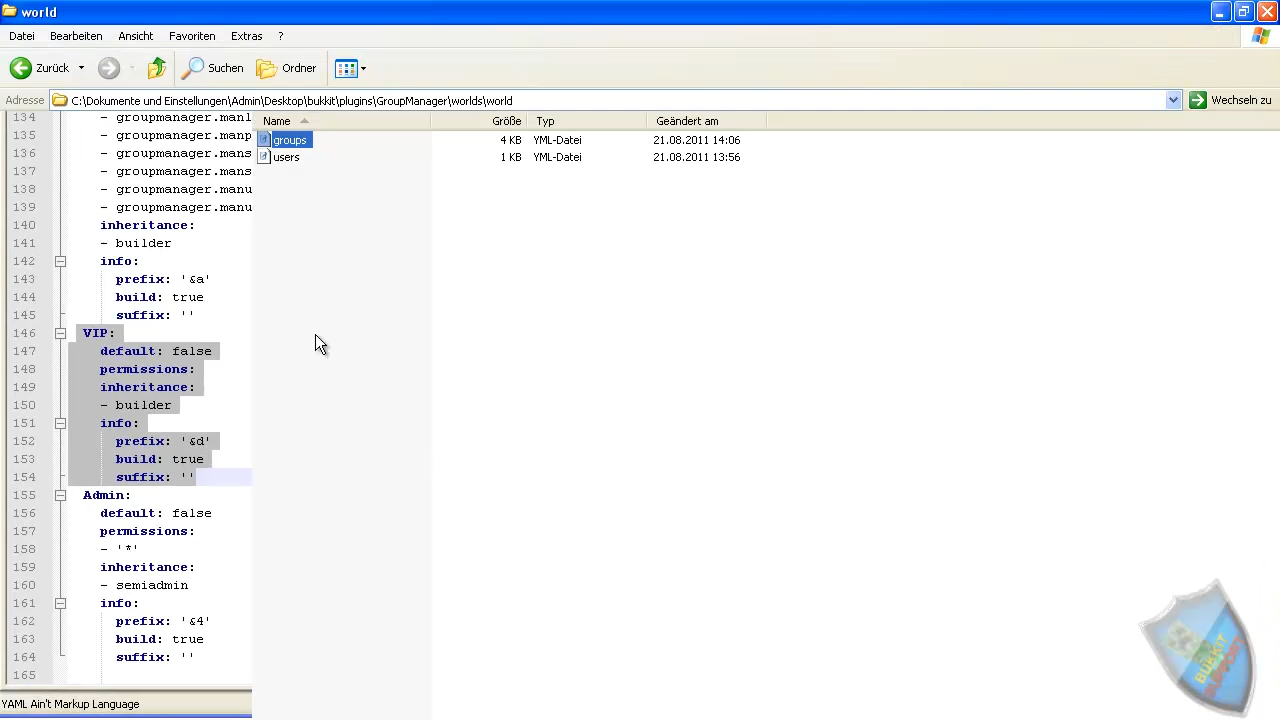 world
Datei Bearbeiten Ansicht Favoriten Extras ?
Zurück Suchen Ordner
Adresse C:\Dokumente und Einstellungen\Admin\Desktop\bukkit\plugins\GroupManager\worlds\world Wechseln zu
Name Größe Typ Geändert am
groups 4 KB YML-Datei 21.08.2011 14:06
users 1 KB YML-Datei 21.08.2011 13:56
134 - groupmanager.manl
135 - groupmanager.manp
136 - groupmanager.mans
137 - groupmanager.mans
138 - groupmanager.manu
139 - groupmanager.manu
140 inheritance:
141 - builder
142 info:
143 prefix: '&a'
144 build: true
145 suffix: ''
146 VIP:
147 default: false
148 permissions:
149 inheritance:
150 - builder
151 info:
152 prefix: '&d'
153 build: true
154 suffix: ''
155 Admin:
156 default: false
157 permissions:
158 - '*'
159 inheritance:
160 - semiadmin
161 info:
162 prefix: '&4'
163 build: true
164 suffix: ''
165
YAML Ain't Markup Language
BUKKIT
SUPPORT